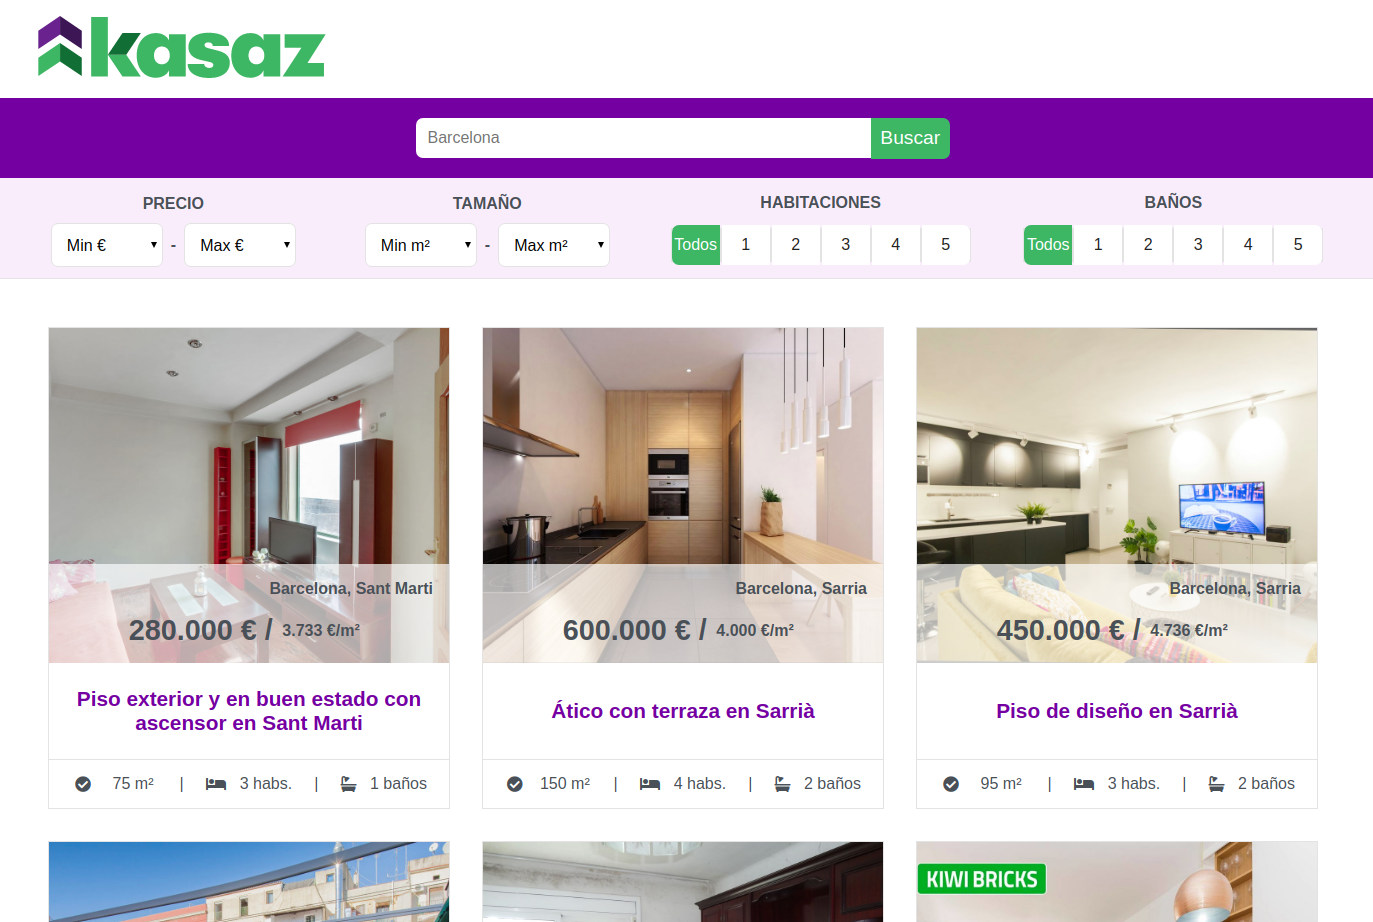 kasaz
Barcelona
Buscar
PRECIO
TAMAÑO
HABITACIONES
BAÑOS
Min €
-
Max €
Min m²
-
Max m²
Todos 1 2 3 4 5
Todos 1 2 3 4 5
Barcelona, Sant Marti
280.000 € / 3.733 €/m²
Piso exterior y en buen estado con
ascensor en Sant Marti
75 m² | 3 habs. | 1 baños
Barcelona, Sarria
600.000 € / 4.000 €/m²
Ático con terraza en Sarrià
150 m² | 4 habs. | 2 baños
Barcelona, Sarria
450.000 € / 4.736 €/m²
Piso de diseño en Sarrià
95 m² | 3 habs. | 2 baños
KIWI BRICKS